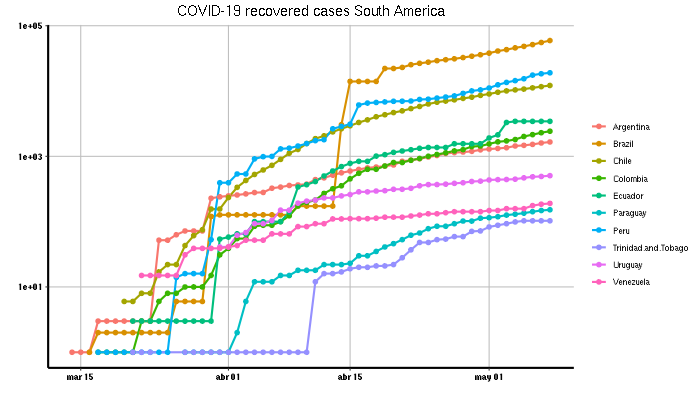 COVID-19 recovered cases South America
1e+05
1e+03
1e+01
mar 15
abr 01
abr 15
may 01
Argentina
Brazil
Chile
Colombia
Ecuador
Paraguay
Peru
Trinidad.and.Tobago
Uruguay
Venezuela